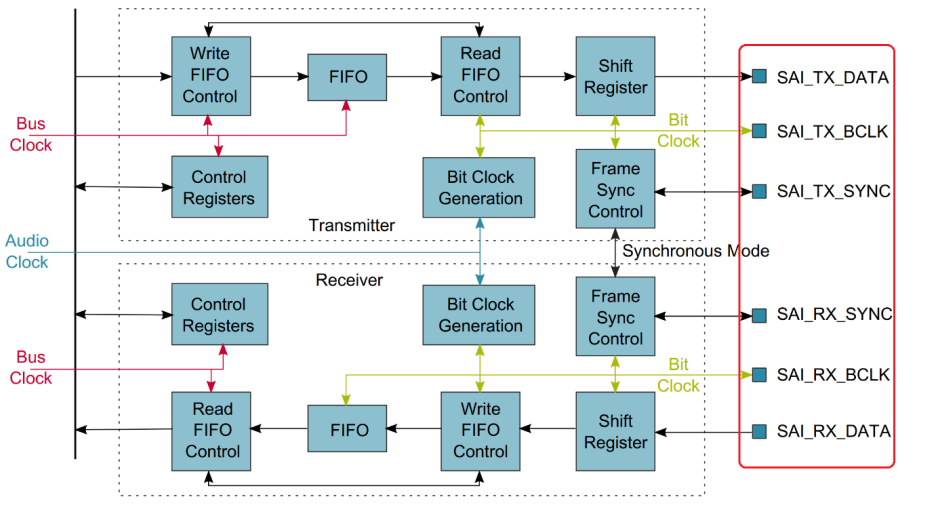 Write
FIFO
Control
FIFO
Read
FIFO
Control
Shift
Register
SAI_TX_DATA
Bus
Clock
Bit
Clock
SAI_TX_BCLK
Control
Registers
Bit Clock
Generation
Frame
Sync
Control
SAI_TX_SYNC
Transmitter
Audio
Clock
Synchronous Mode
Receiver
Control
Registers
Bit Clock
Generation
Frame
Sync
Control
SAI_RX_SYNC
Bus
Clock
Bit
Clock
SAI_RX_BCLK
Read
FIFO
Control
FIFO
Write
FIFO
Control
Shift
Register
SAI_RX_DATA